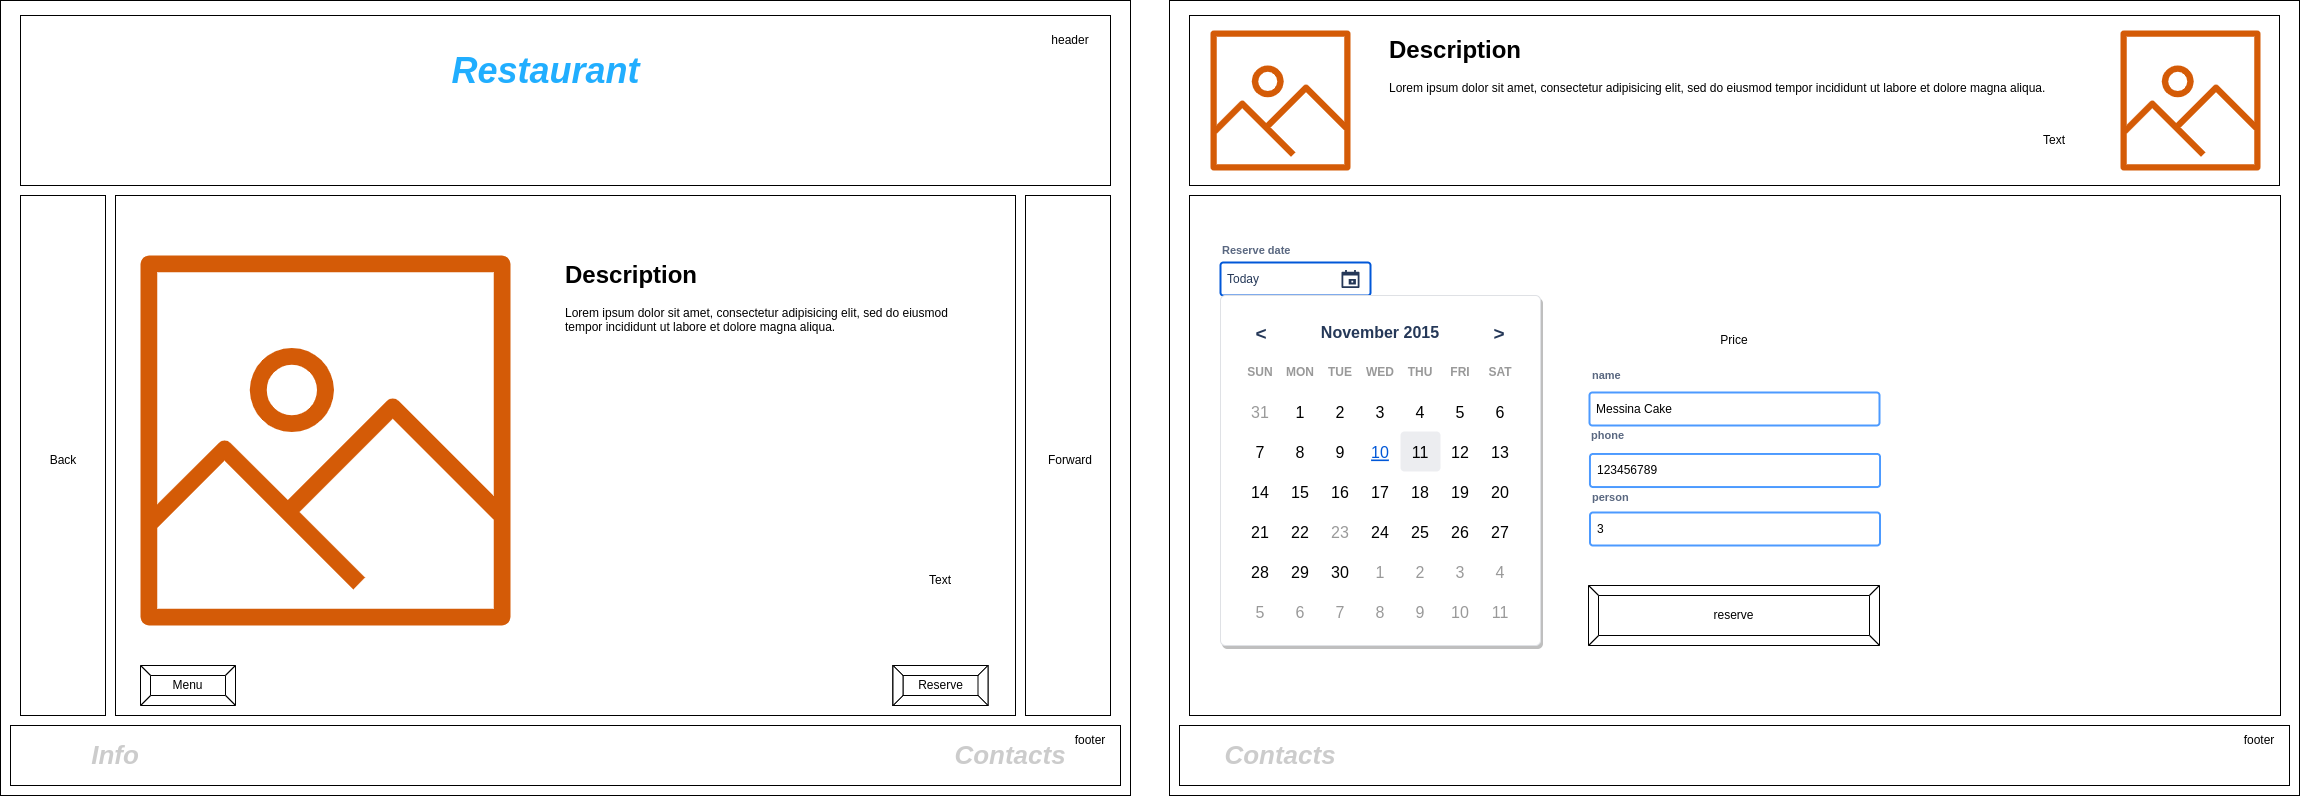 header
Restaurant
Back
Description
Lorem ipsum dolor sit amet, consectetur adipisicing elit, sed do eiusmod
tempor incididunt ut labore et dolore magna aliqua.
Text
Menu
Reserve
Forward
Info
Contacts
footer
Description
Lorem ipsum dolor sit amet, consectetur adipisicing elit, sed do eiusmod tempor incididunt ut labore et dolore magna aliqua.
Text
Reserve date
Today
< November 2015 >
SUN MON TUE WED THU FRI SAT
31 1 2 3 4 5 6
7 8 9 10 11 12 13
14 15 16 17 18 19 20
21 22 23 24 25 26 27
28 29 30 1 2 3 4
5 6 7 8 9 10 11
Price
name
Messina Cake
phone
123456789
person
3
reserve
Contacts
footer